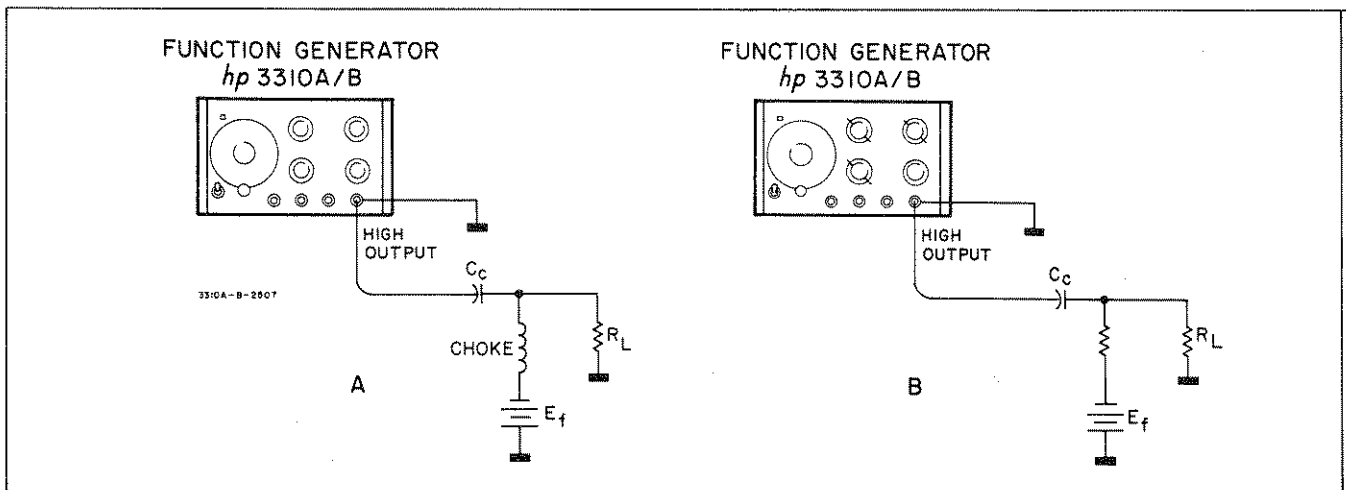 FUNCTION GENERATOR
hp 3310A/B
HIGH
OUTPUT
Cc
3310A-B-2607
CHOKE
RL
A
Ef
FUNCTION GENERATOR
hp 3310A/B
HIGH
OUTPUT
Cc
RL
B
Ef